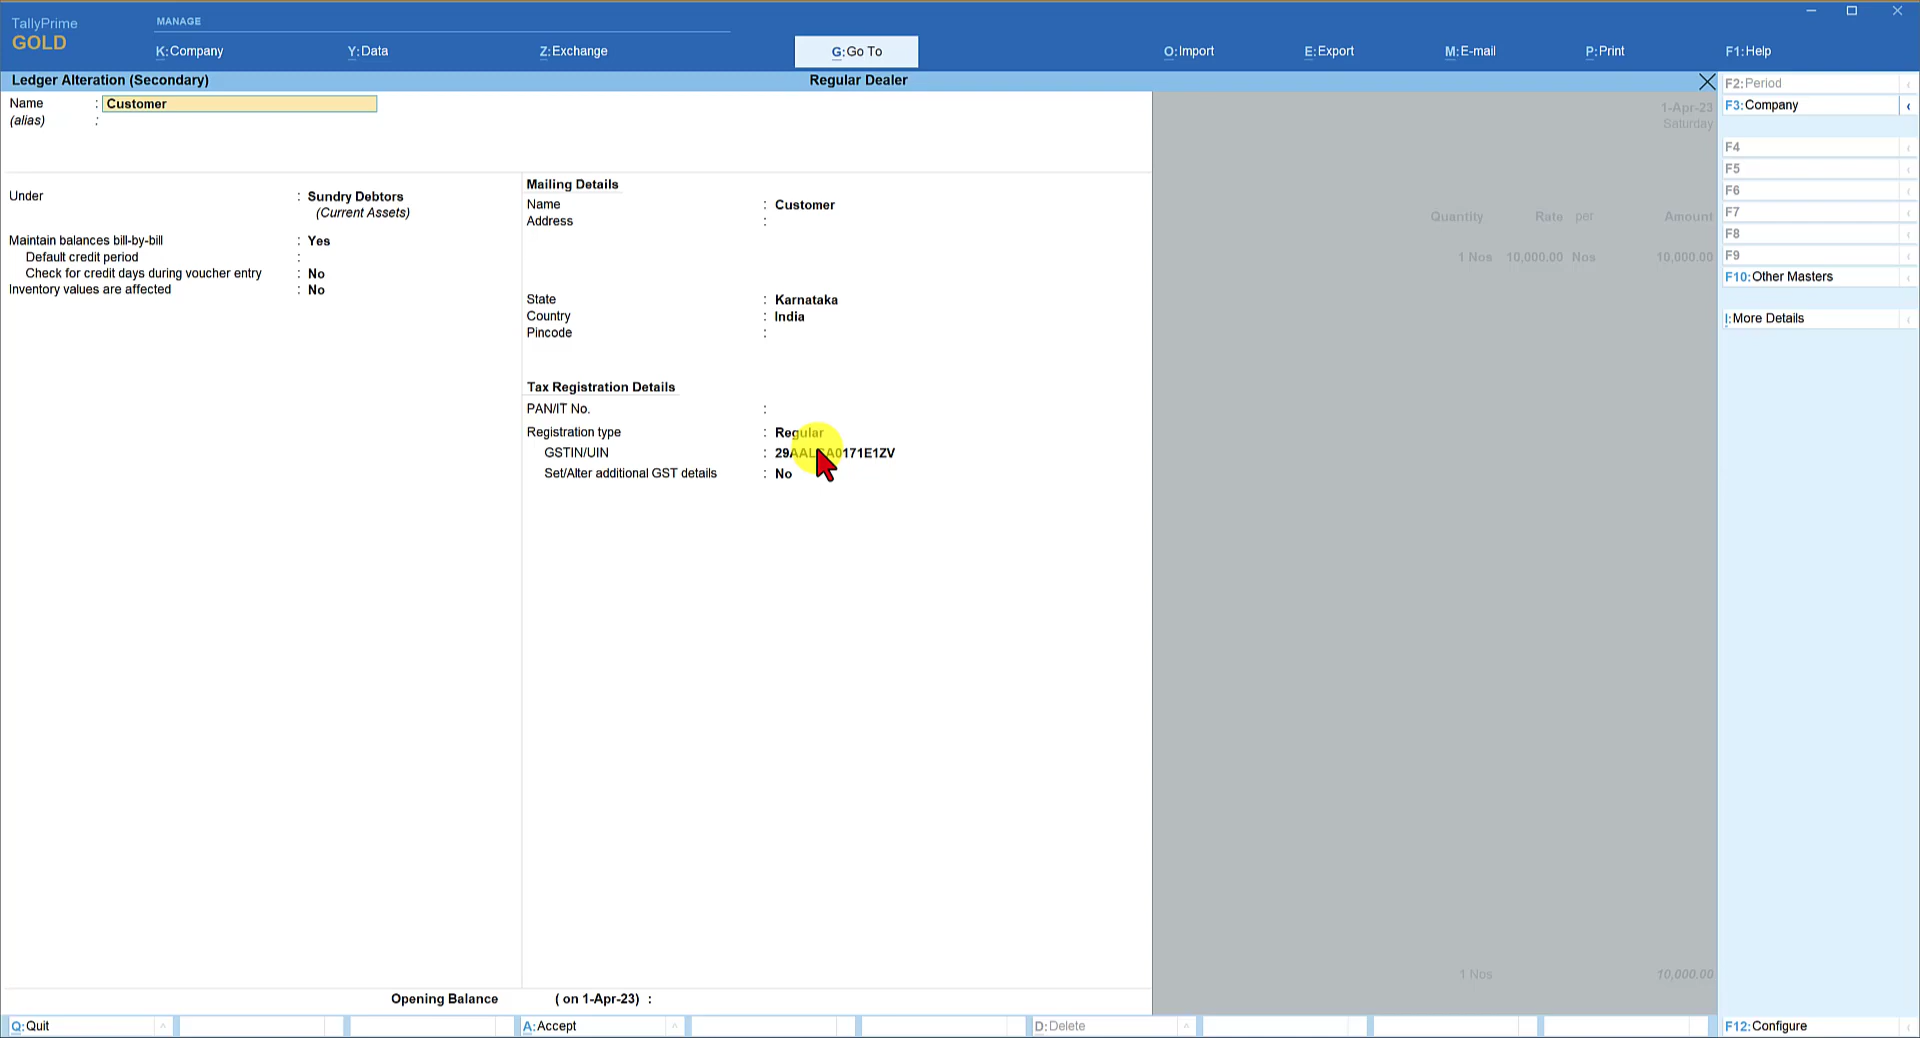 TallyPrime
GOLD
MANAGE
K:Company
Y:Data
Z:Exchange
G:Go To
O:Import
E:Export
M:E-mail
P:Print
F1:Help
Ledger Alteration (Secondary)
Regular Dealer
Name : Customer
(alias) :
Under : Sundry Debtors
(Current Assets)
Maintain balances bill-by-bill : Yes
Default credit period :
Check for credit days during voucher entry : No
Inventory values are affected : No
Mailing Details
Name : Customer
Address :
State : Karnataka
Country : India
Pincode :
Tax Registration Details
PAN/IT No. :
Registration type : Regular
GSTIN/UIN :
Set/Alter additional GST details : No
Opening Balance ( on 1-Apr-23) :
1-Apr-23
Saturday
Quantity Rate per Amount
1 Nos 10,000.00 Nos 10,000.00
1 Nos 10,000.00
F2:Period
F3:Company
F4
F5
F6
F7
F8
F9
F10:Other Masters
I:More Details
Q:Quit
A:Accept
D:Delete
F12:Configure